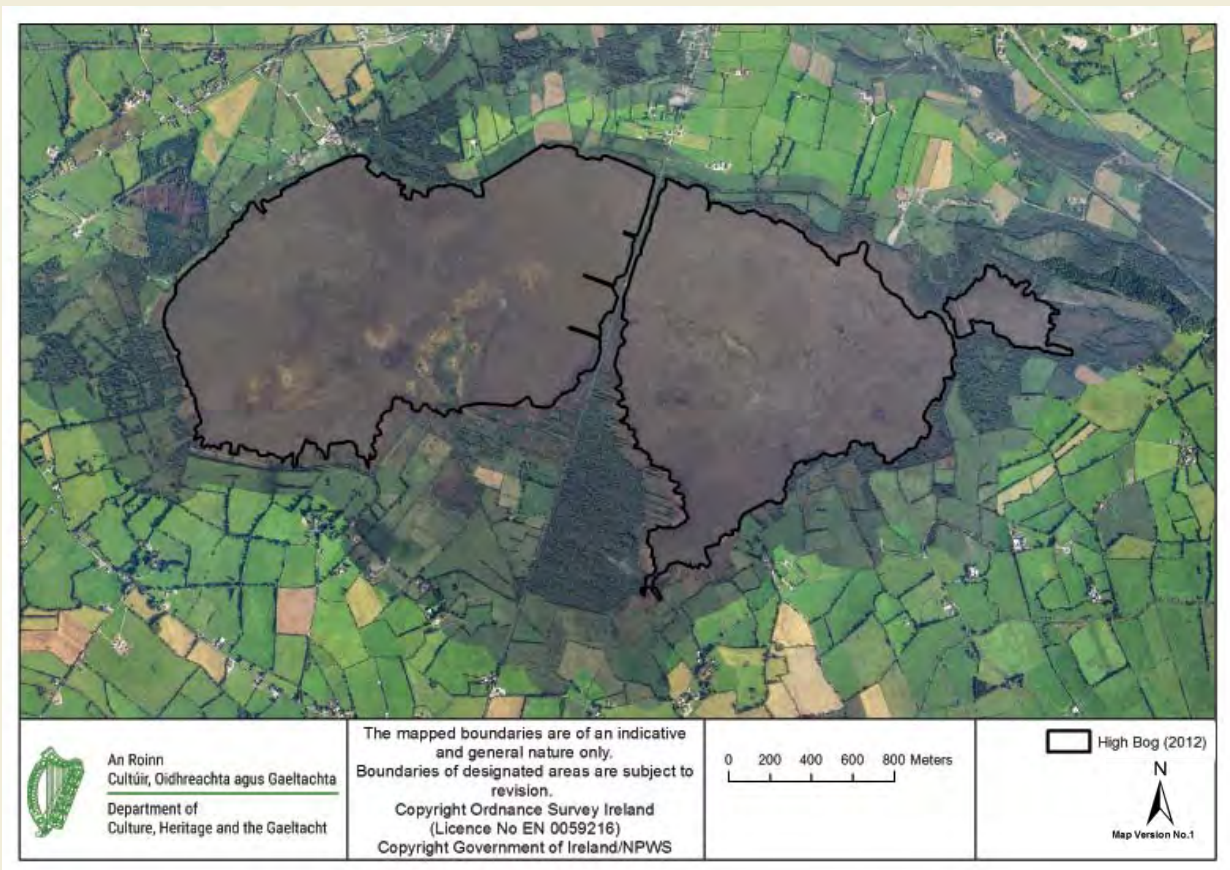 An Roinn
Cultúir, Oidhreachta agus Gaeltachta
Department of
Culture, Heritage and the Gaeltacht
The mapped boundaries are of an indicative
and general nature only.
Boundaries of designated areas are subject to
revision.
Copyright Ordnance Survey Ireland
(Licence No EN 0059216)
Copyright Government of Ireland/NPWS
0 200 400 600 800 Meters
High Bog (2012)
N
Map Version No.1